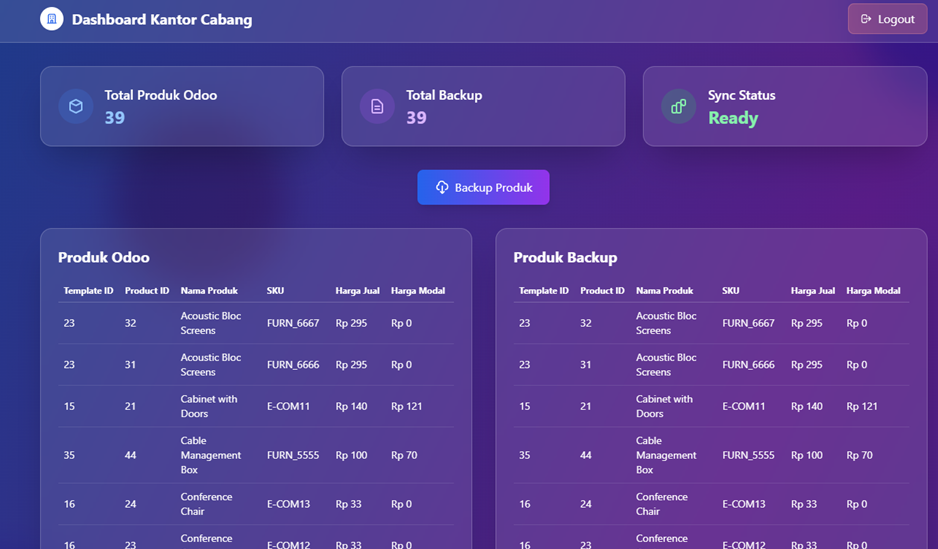 Dashboard Kantor Cabang
Logout
Total Produk Odoo
39
Total Backup
39
Sync Status
Ready
Backup Produk
Produk Odoo
Template ID Product ID Nama Produk SKU Harga Jual Harga Modal
23 32 Acoustic Bloc Screens FURN_6667 Rp 295 Rp 0
23 31 Acoustic Bloc Screens FURN_6666 Rp 295 Rp 0
15 21 Cabinet with Doors E-COM11 Rp 140 Rp 121
35 44 Cable Management Box FURN_5555 Rp 100 Rp 70
16 24 Conference Chair E-COM13 Rp 33 Rp 0
16 23 Conference E-COM12 Rp 33 Rp 0
Produk Backup
Template ID Product ID Nama Produk SKU Harga Jual Harga Modal
23 32 Acoustic Bloc Screens FURN_6667 Rp 295 Rp 0
23 31 Acoustic Bloc Screens FURN_6666 Rp 295 Rp 0
15 21 Cabinet with Doors E-COM11 Rp 140 Rp 121
35 44 Cable Management Box FURN_5555 Rp 100 Rp 70
16 24 Conference Chair E-COM13 Rp 33 Rp 0
16 23 Conference E-COM12 Rp 33 Rp 0